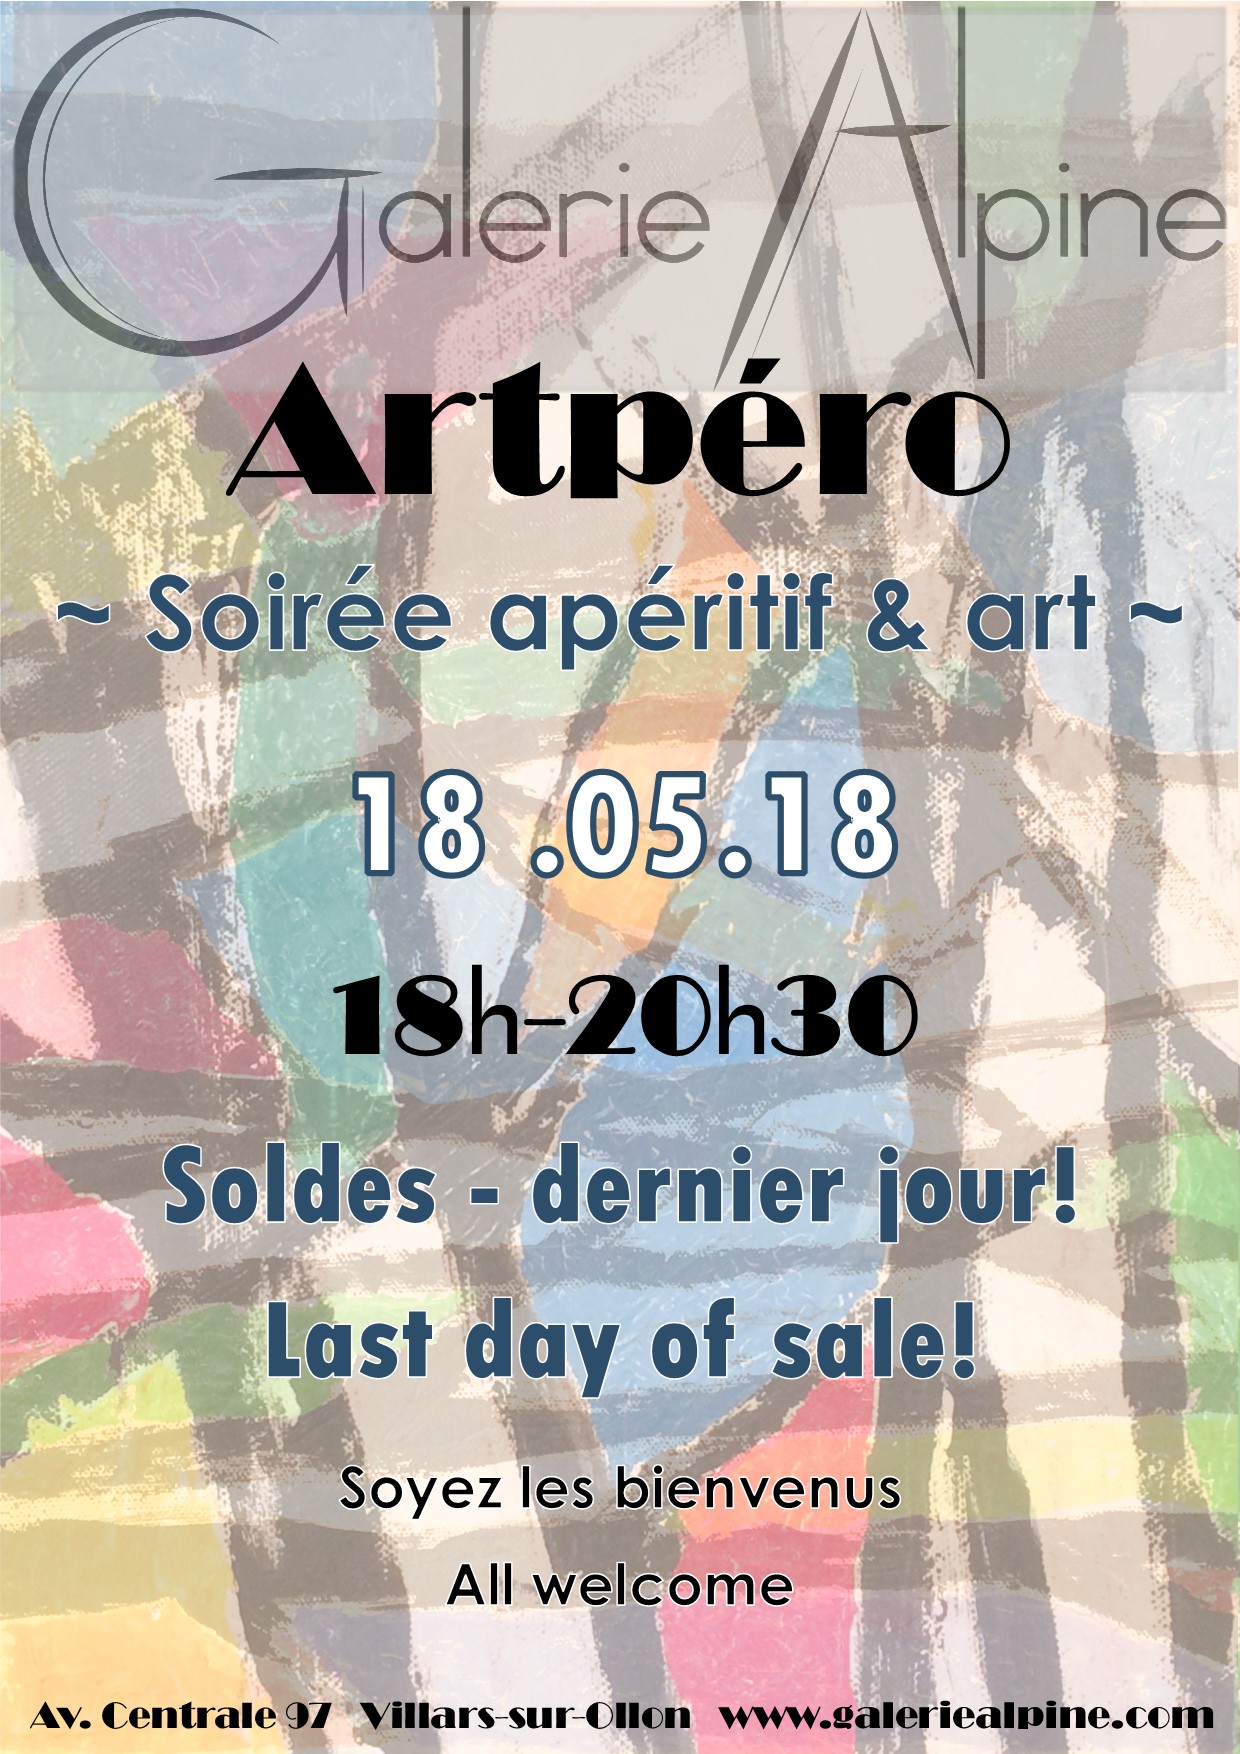 Galerie Alpine
Artpéro
~ Soirée apéritif & art ~
18 .05.18
18h-20h30
Soldes - dernier jour!
Last day of sale!
Soyez les bienvenus
All welcome
Av. Centrale 97 Villars-sur-Ollon www.galeriealpine.com